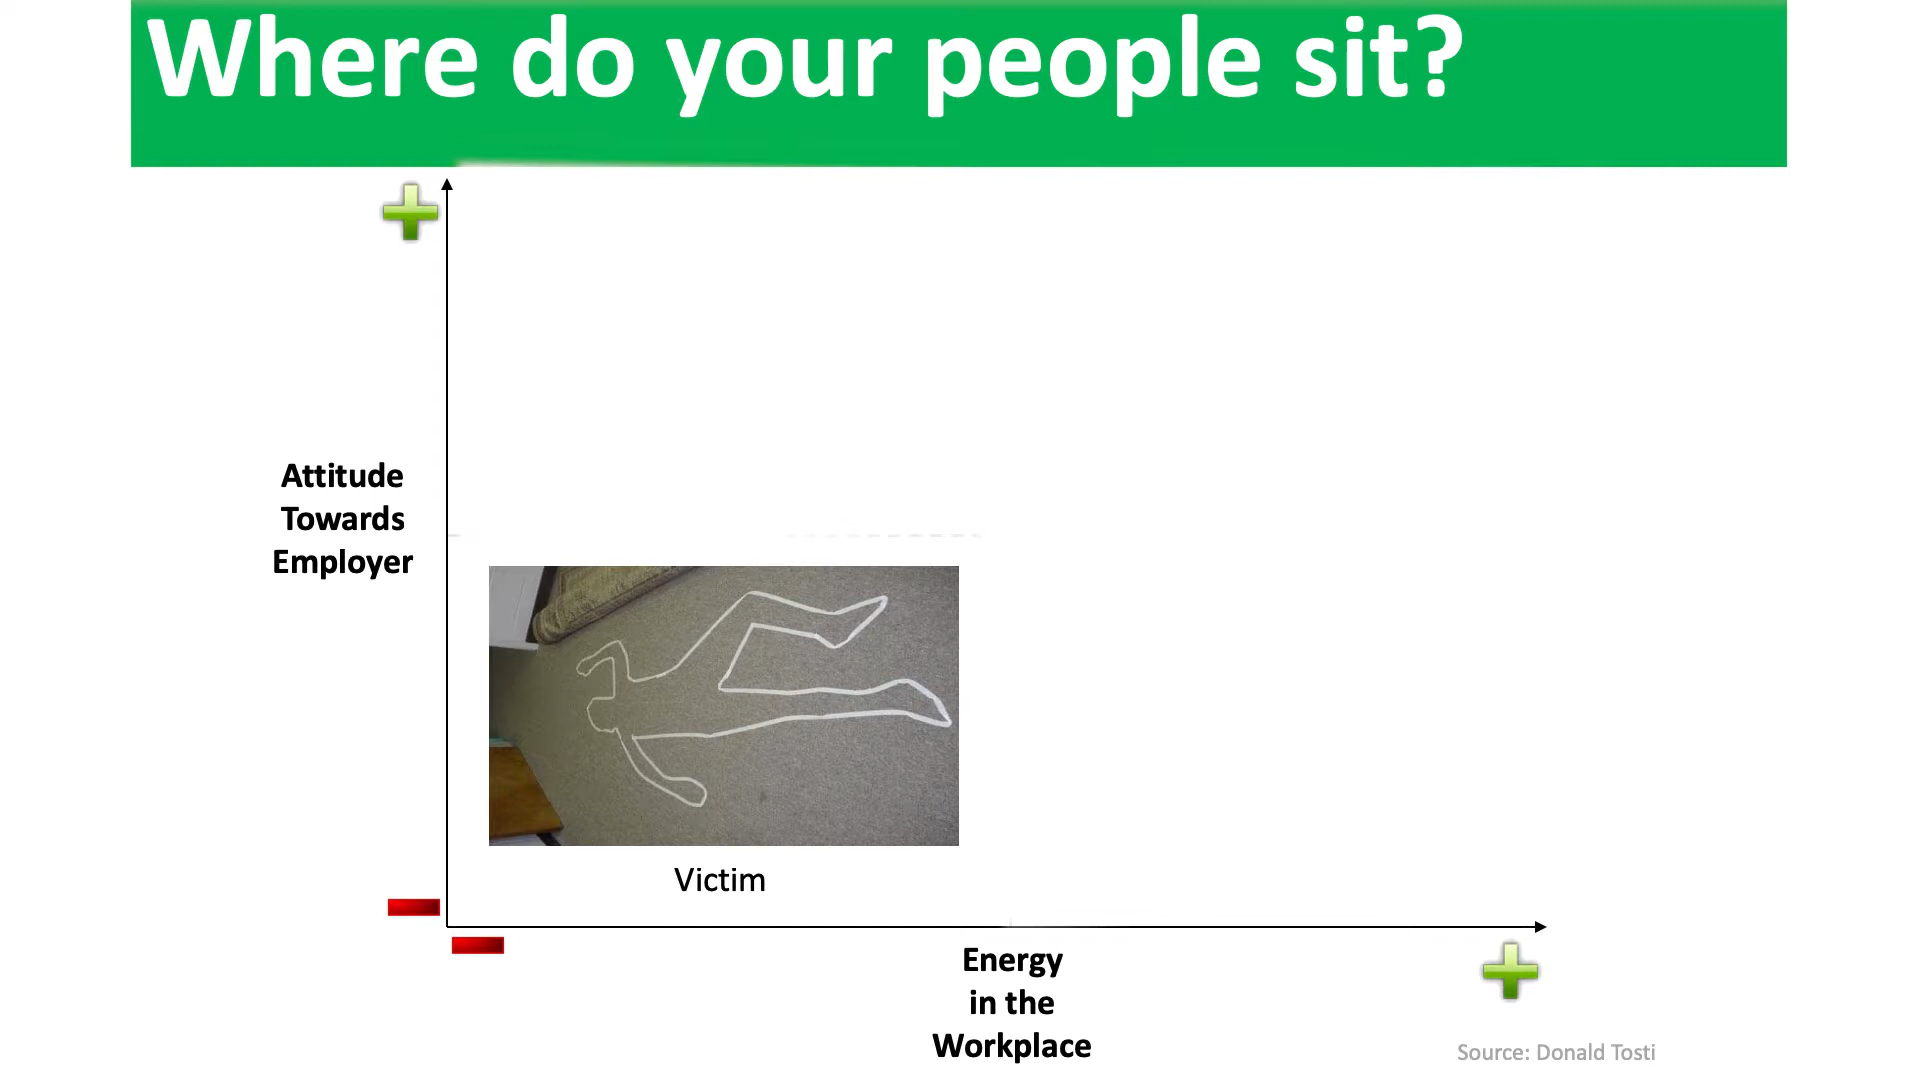 Where do your people sit?
Attitude
Towards
Employer
Victim
Energy
in the
Workplace
Source: Donald Tosti